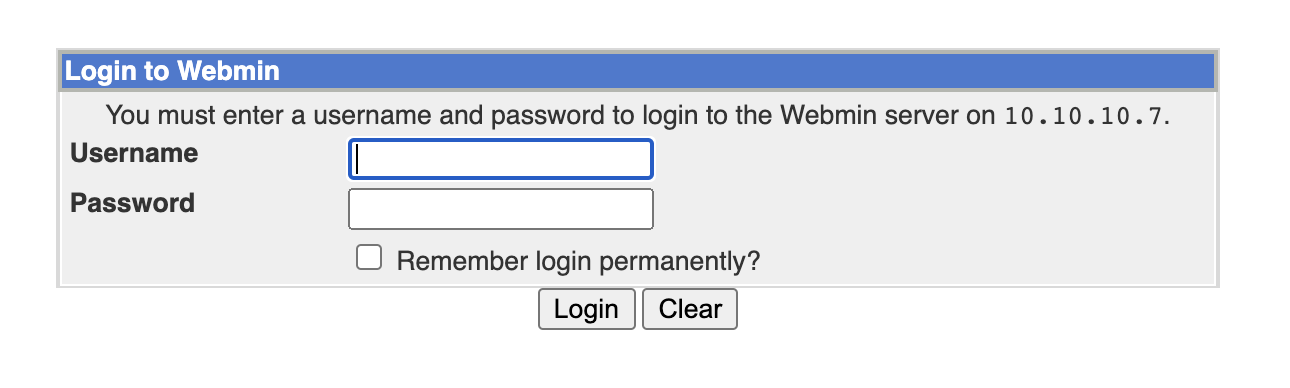 Login to Webmin
You must enter a username and password to login to the Webmin server on 10.10.10.7.
Username
Password
Remember login permanently?
Login Clear